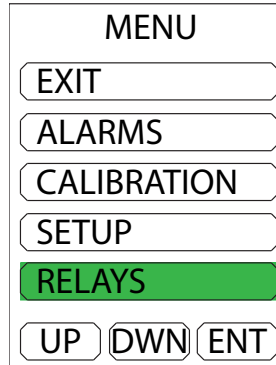 MENU
EXIT
ALARMS
CALIBRATION
SETUP
RELAYS
UP DWN ENT